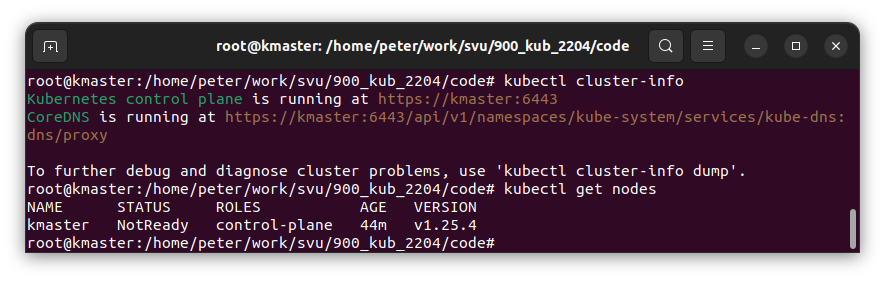 root@kmaster: /home/peter/work/svu/900_kub_2204/code
root@kmaster:/home/peter/work/svu/900_kub_2204/code# kubectl cluster-info
Kubernetes control plane is running at https://kmaster:6443
CoreDNS is running at https://kmaster:6443/api/v1/namespaces/kube-system/services/kube-dns:
dns/proxy
To further debug and diagnose cluster problems, use 'kubectl cluster-info dump'.
root@kmaster:/home/peter/work/svu/900_kub_2204/code# kubectl get nodes
NAME      STATUS     ROLES           AGE   VERSION
kmaster   NotReady   control-plane   44m   v1.25.4
root@kmaster:/home/peter/work/svu/900_kub_2204/code#